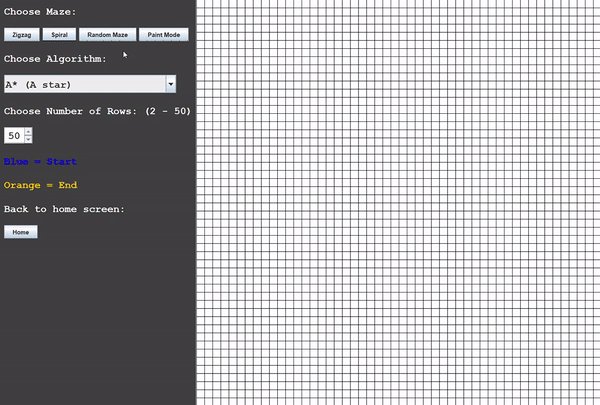 Choose Maze:
Zigzag Spiral Random Maze Paint Mode
Choose Algorithm:
A* (A star)
Choose Number of Rows: (2 - 50)
50
Blue = Start
Orange = End
Back to home screen:
Home